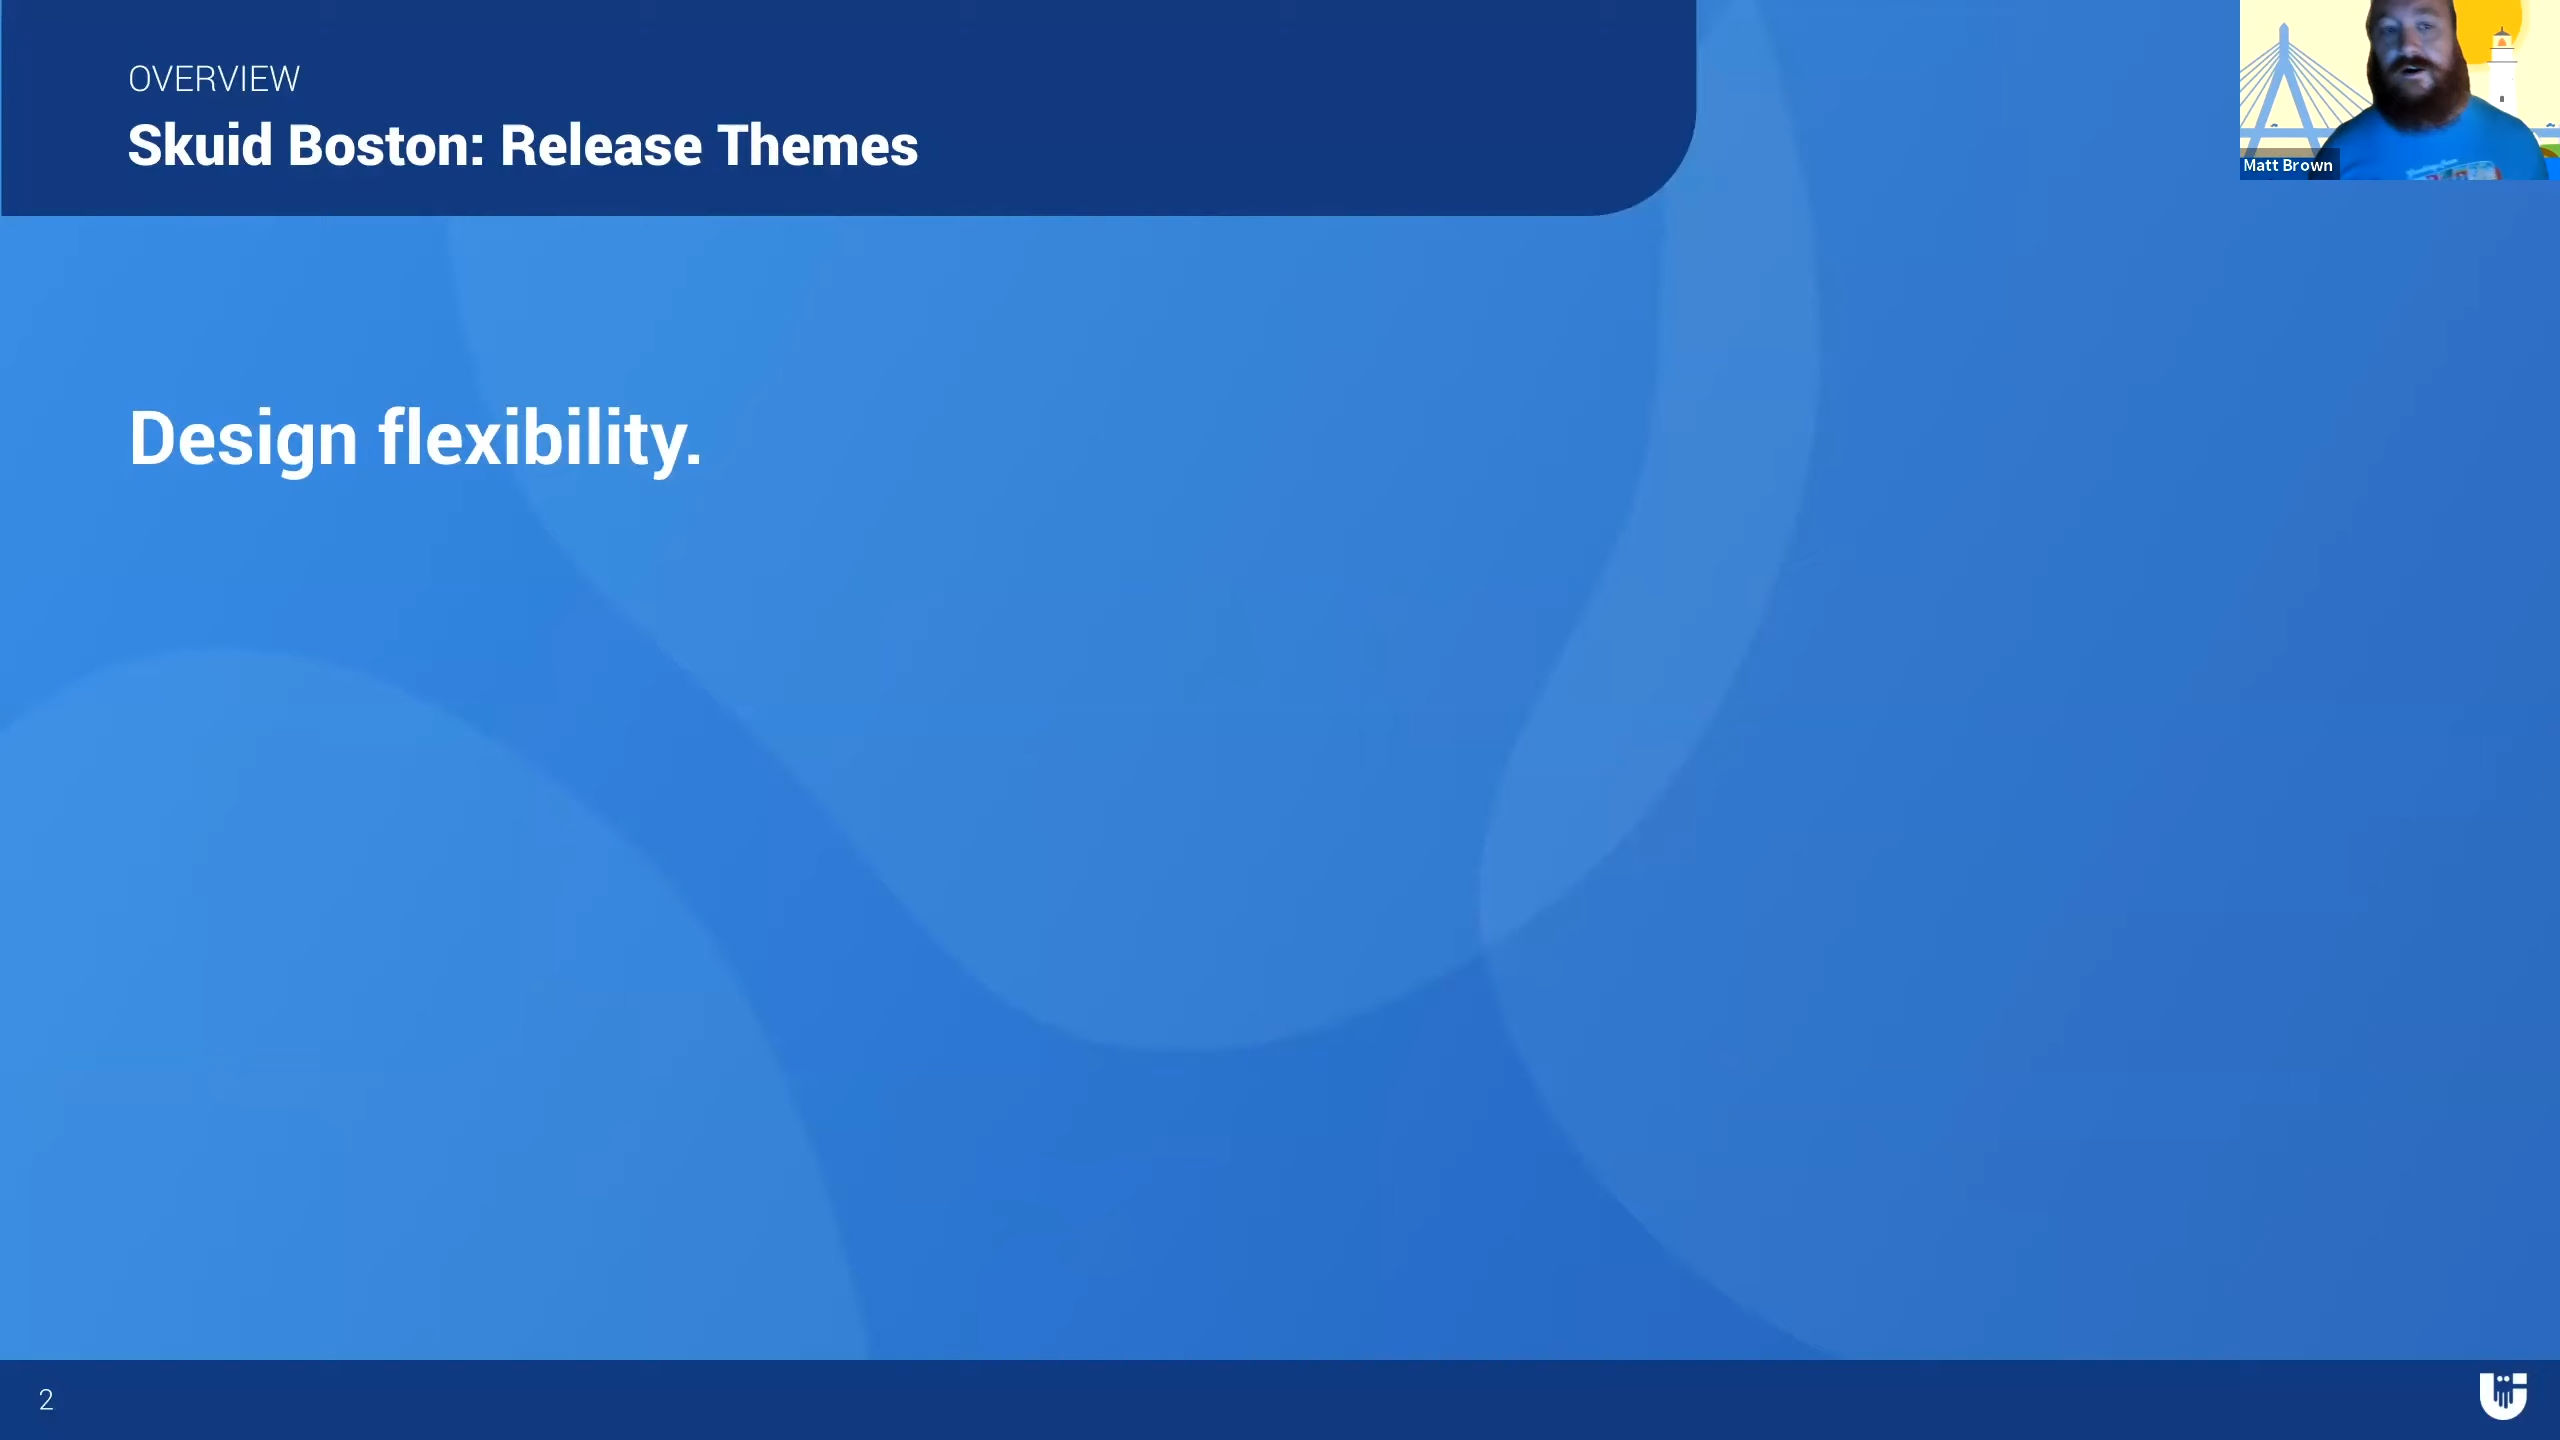 OVERVIEW
Skuid Boston: Release Themes
Matt Brown
Design flexibility.
2